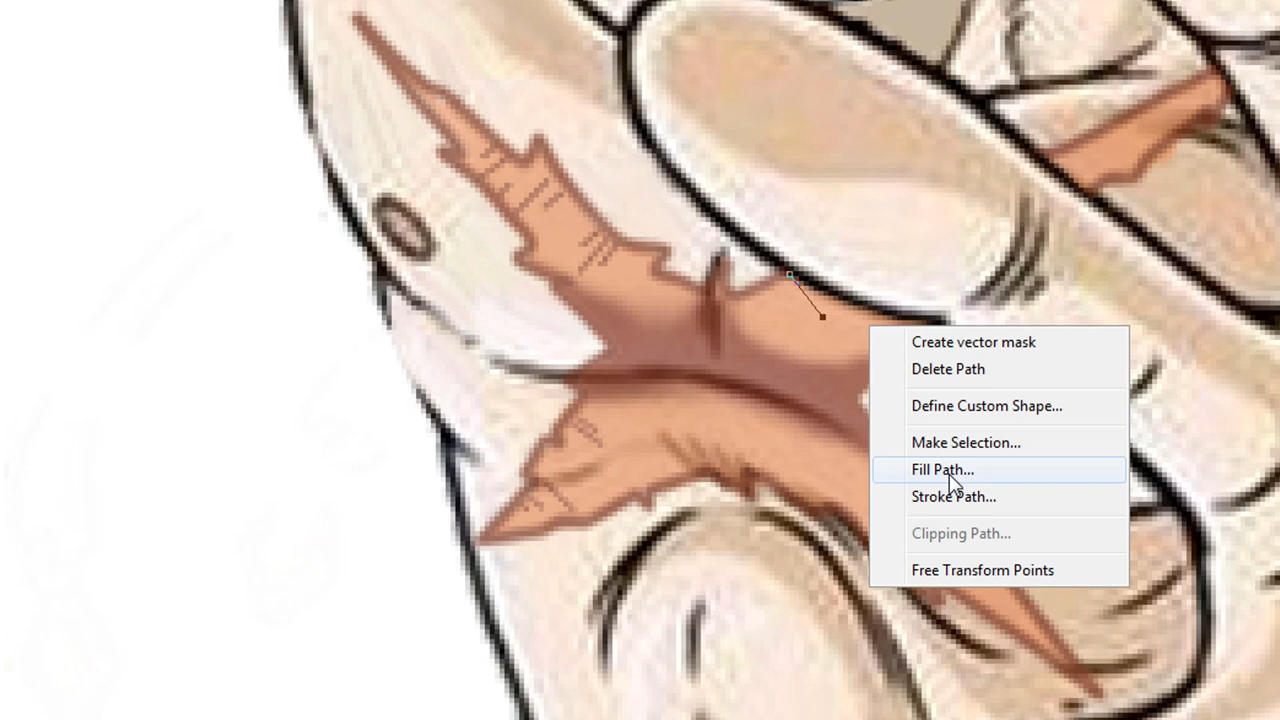 Create vector mask
Delete Path
Define Custom Shape...
Make Selection...
Fill Path...
Stroke Path...
Clipping Path...
Free Transform Points